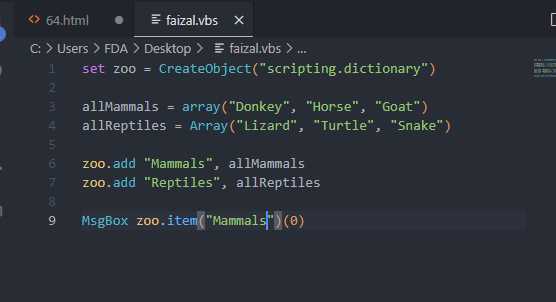 64.html
faizal.vbs
C: > Users > FDA > Desktop > faizal.vbs > ...
1 set zoo = CreateObject("scripting.dictionary")
2
3 allMammals = array("Donkey", "Horse", "Goat")
4 allReptiles = Array("Lizard", "Turtle", "Snake")
5
6 zoo.add "Mammals", allMammals
7 zoo.add "Reptiles", allReptiles
8
9 MsgBox zoo.item("Mammals")(0)